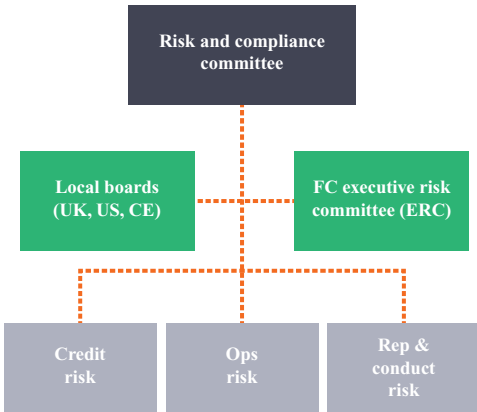 Risk and compliance
committee
Local boards
(UK, US, CE)
FC executive risk
committee (ERC)
Credit
risk
Ops
risk
Rep &
conduct
risk